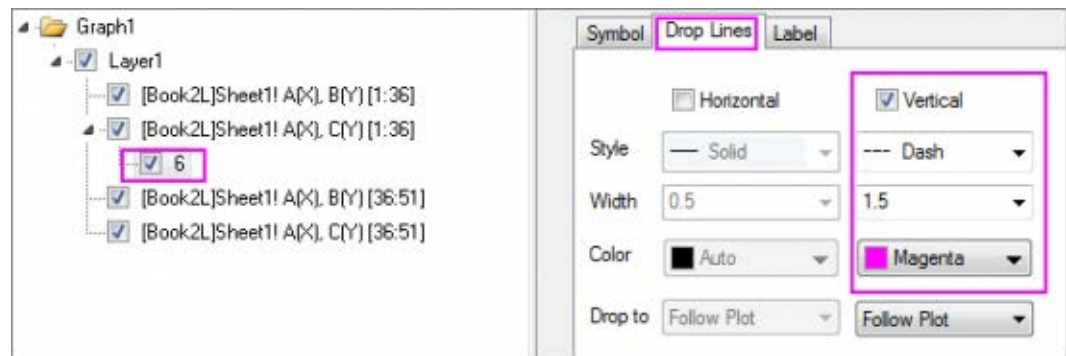 Graph1
Layer1
[Book2L]Sheet1! A(X), B(Y) [1:36]
[Book2L]Sheet1! A(X), C(Y) [1:36]
6
[Book2L]Sheet1! A(X), B(Y) [36:51]
[Book2L]Sheet1! A(X), C(Y) [36:51]
Symbol Drop Lines Label
Horizontal Vertical
Style Solid Dash
Width 0.5 1.5
Color Auto Magenta
Drop to Follow Plot Follow Plot